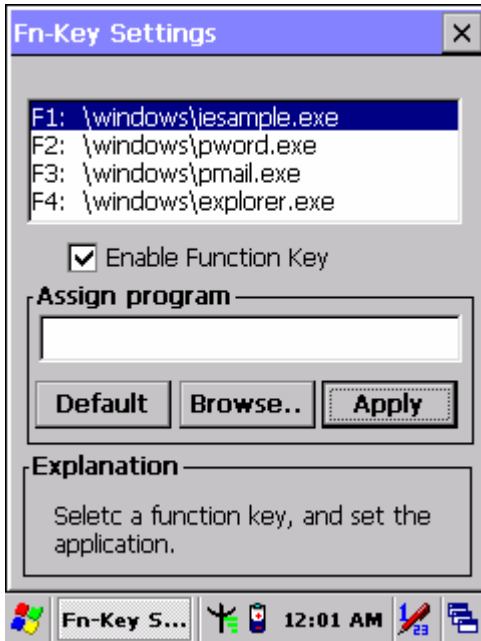 Fn-Key Settings
F1: \windows\iesample.exe
F2: \windows\pword.exe
F3: \windows\pmail.exe
F4: \windows\explorer.exe
Enable Function Key
Assign program
Default Browse.. Apply
Explanation
Seletc a function key, and set the
application.
Fn-Key S... 12:01 AM 23